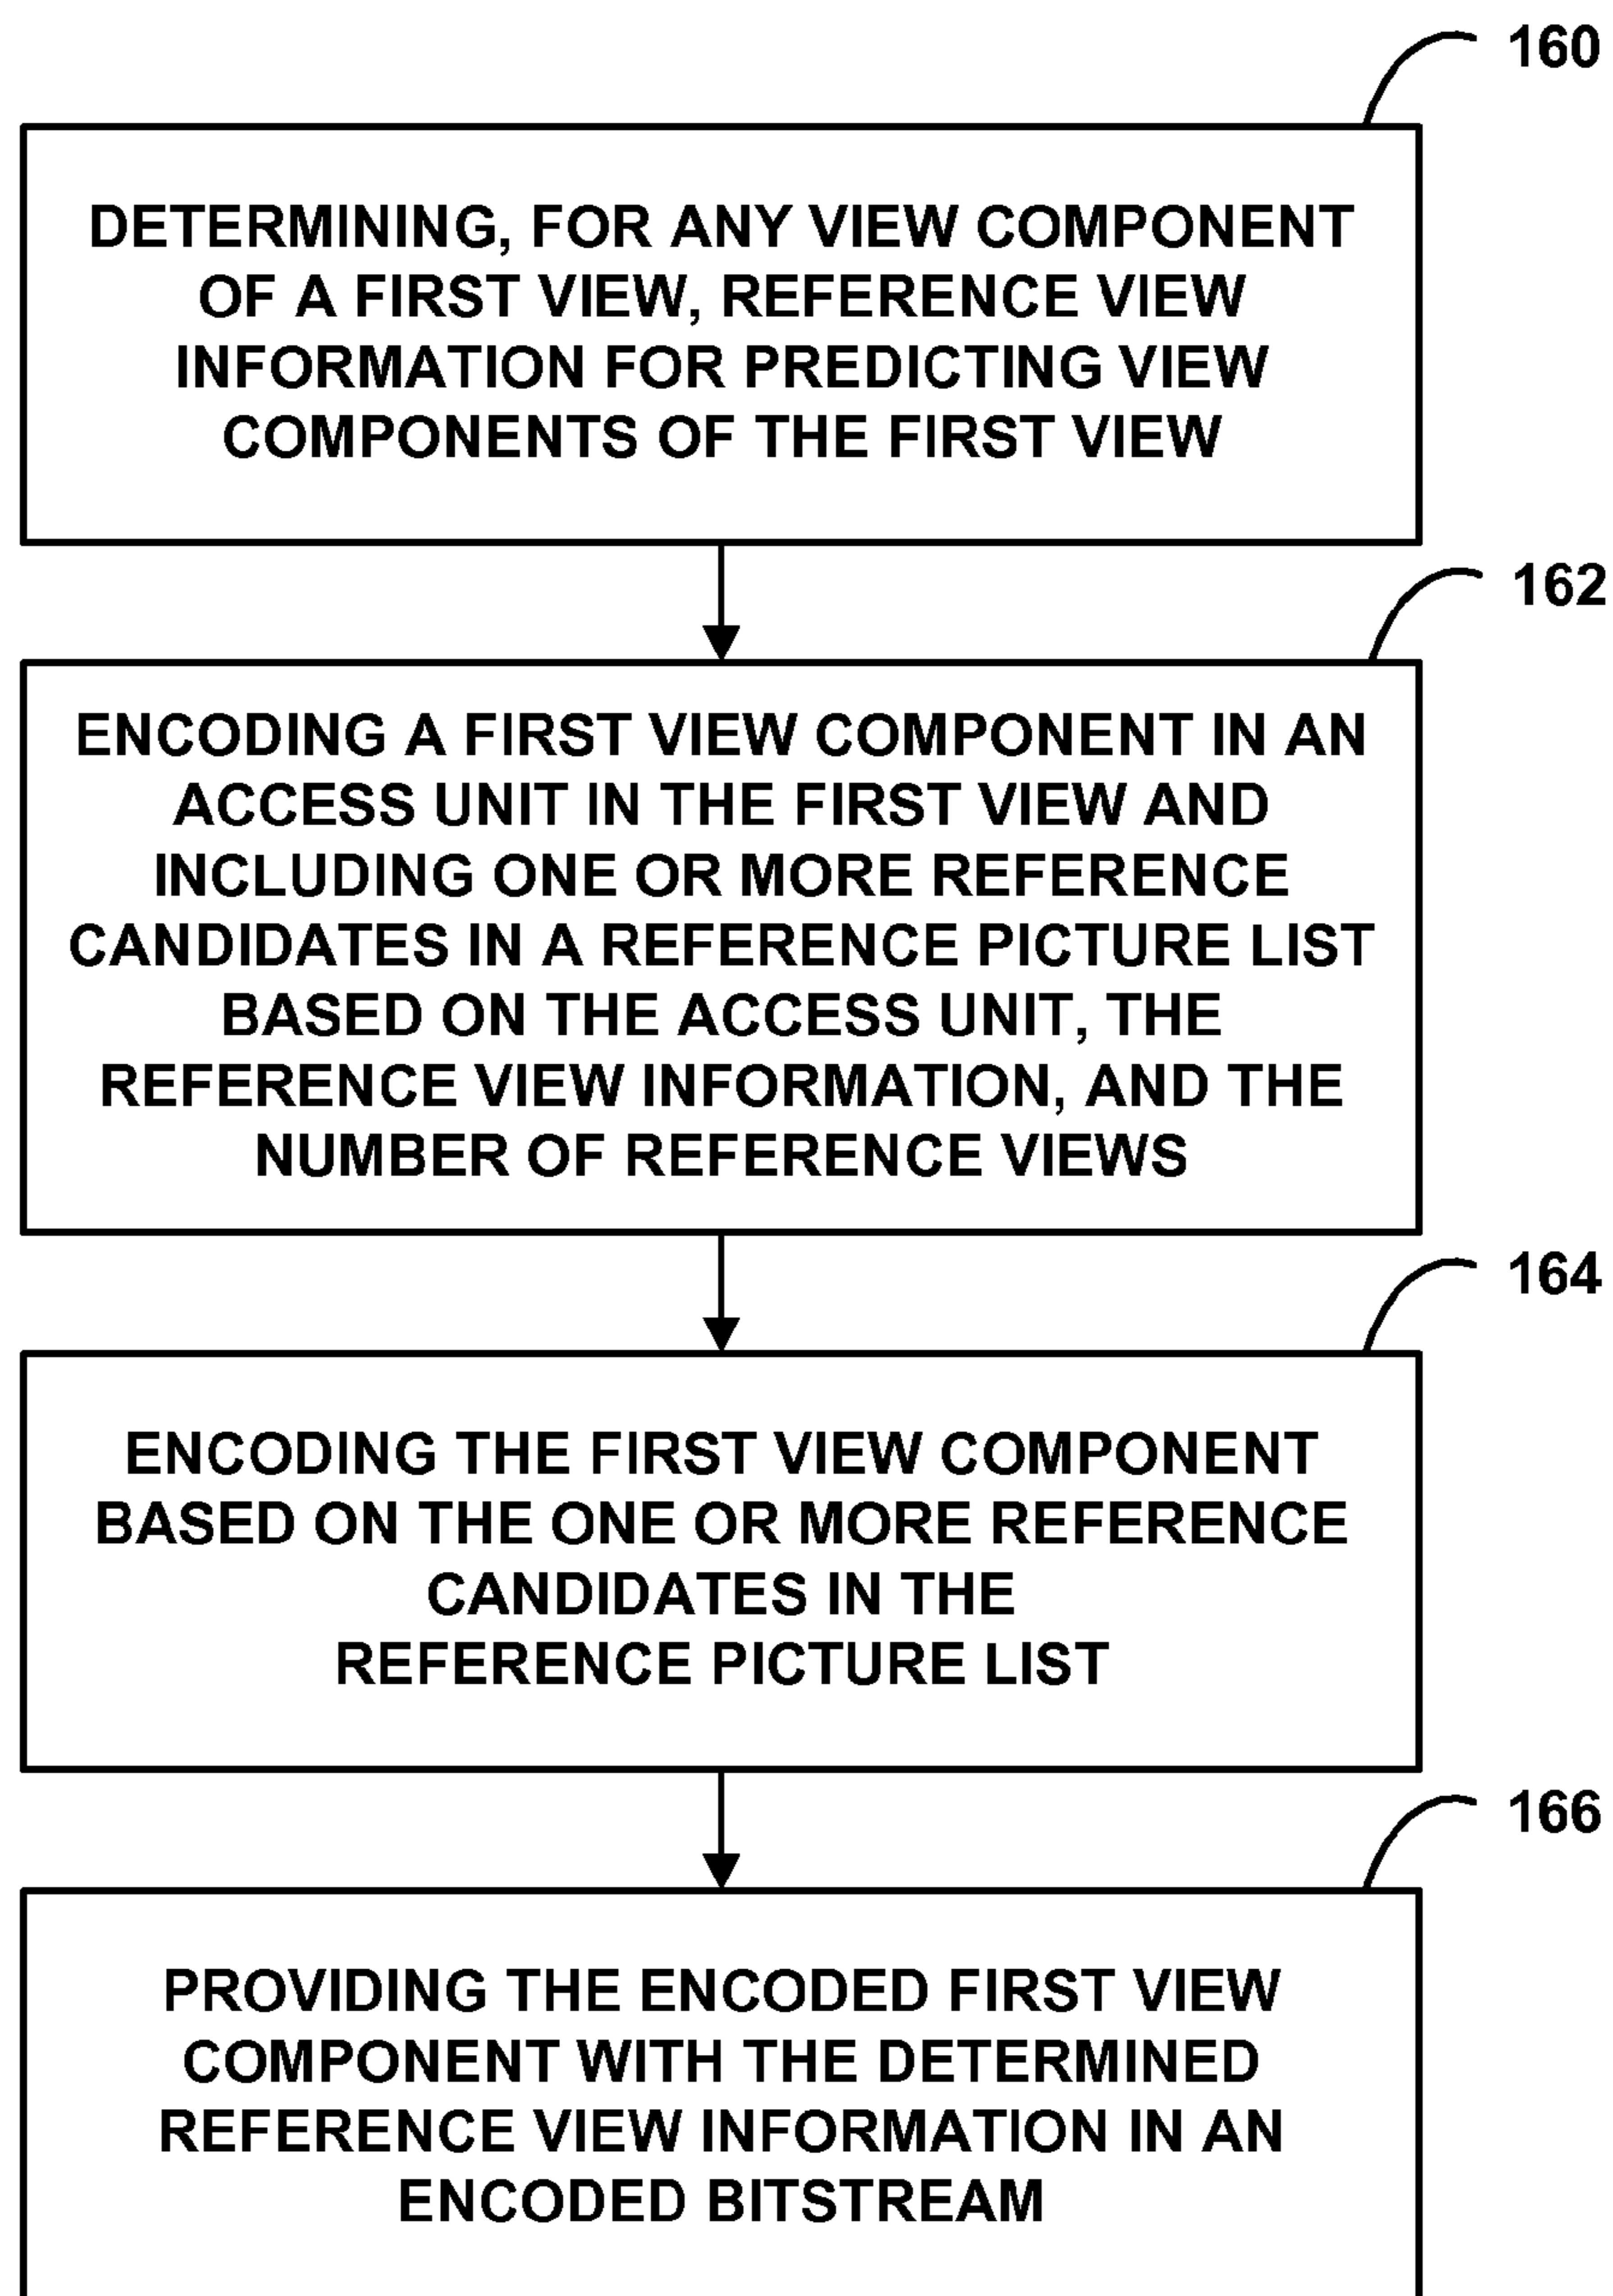 160
DETERMINING, FOR ANY VIEW COMPONENT
OF A FIRST VIEW, REFERENCE VIEW
INFORMATION FOR PREDICTING VIEW
COMPONENTS OF THE FIRST VIEW
162
ENCODING A FIRST VIEW COMPONENT IN AN
ACCESS UNIT IN THE FIRST VIEW AND
INCLUDING ONE OR MORE REFERENCE
CANDIDATES IN A REFERENCE PICTURE LIST
BASED ON THE ACCESS UNIT, THE
REFERENCE VIEW INFORMATION, AND THE
NUMBER OF REFERENCE VIEWS
164
ENCODING THE FIRST VIEW COMPONENT
BASED ON THE ONE OR MORE REFERENCE
CANDIDATES IN THE
REFERENCE PICTURE LIST
166
PROVIDING THE ENCODED FIRST VIEW
COMPONENT WITH THE DETERMINED
REFERENCE VIEW INFORMATION IN AN
ENCODED BITSTREAM